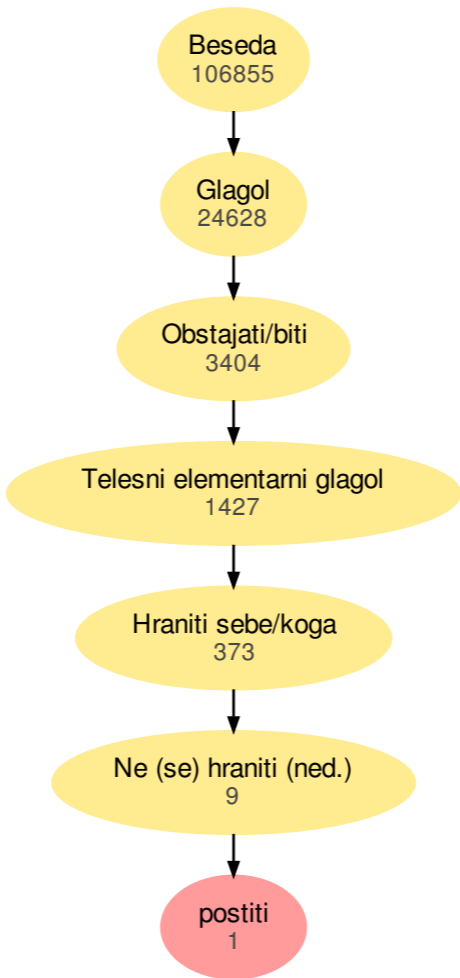 Beseda
106855
Glagol
24628
Obstajati/biti
3404
Telesni elementarni glagol
1427
Hraniti sebe/koga
373
Ne (se) hraniti (ned.)
9
postiti
1